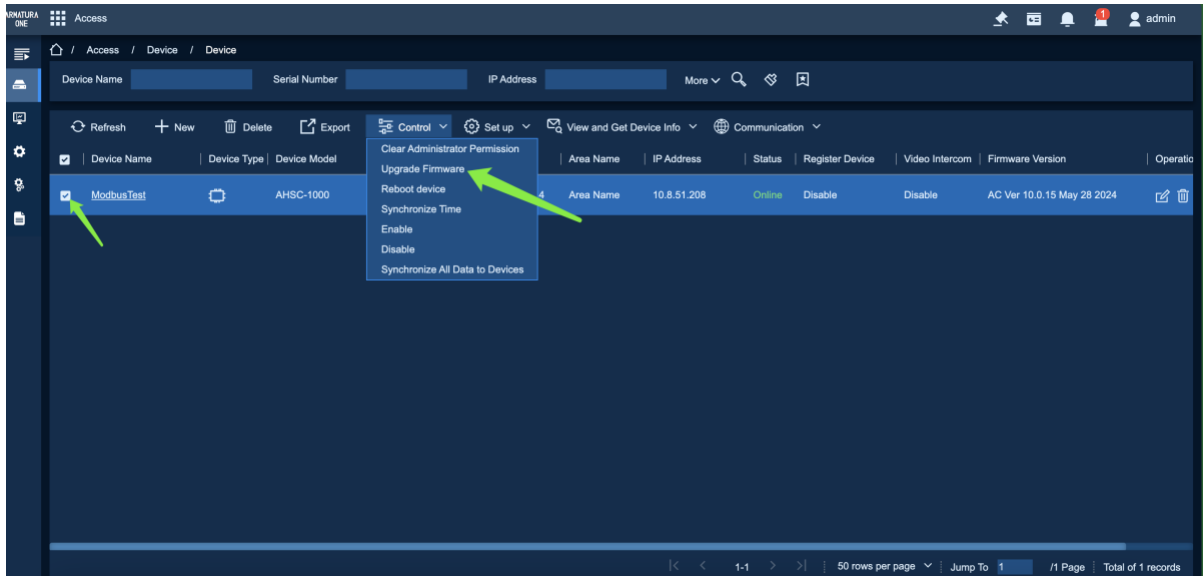 ARMATURA
ONE
Access
1
admin
/ Access / Device / Device
Device Name Serial Number IP Address More
Refresh New Delete Export Control Set up View and Get Device Info Communication
Device Name Device Type Device Model Area Name IP Address Status Register Device Video Intercom Firmware Version Operatio
Clear Administrator Permission
Upgrade Firmware
Reboot device
Synchronize Time
Enable
Disable
Synchronize All Data to Devices
ModbusTest AHSC-1000 4 Area Name 10.8.51.208 Online Disable Disable AC Ver 10.0.15 May 28 2024
1-1 50 rows per page Jump To 1 /1 Page Total of 1 records